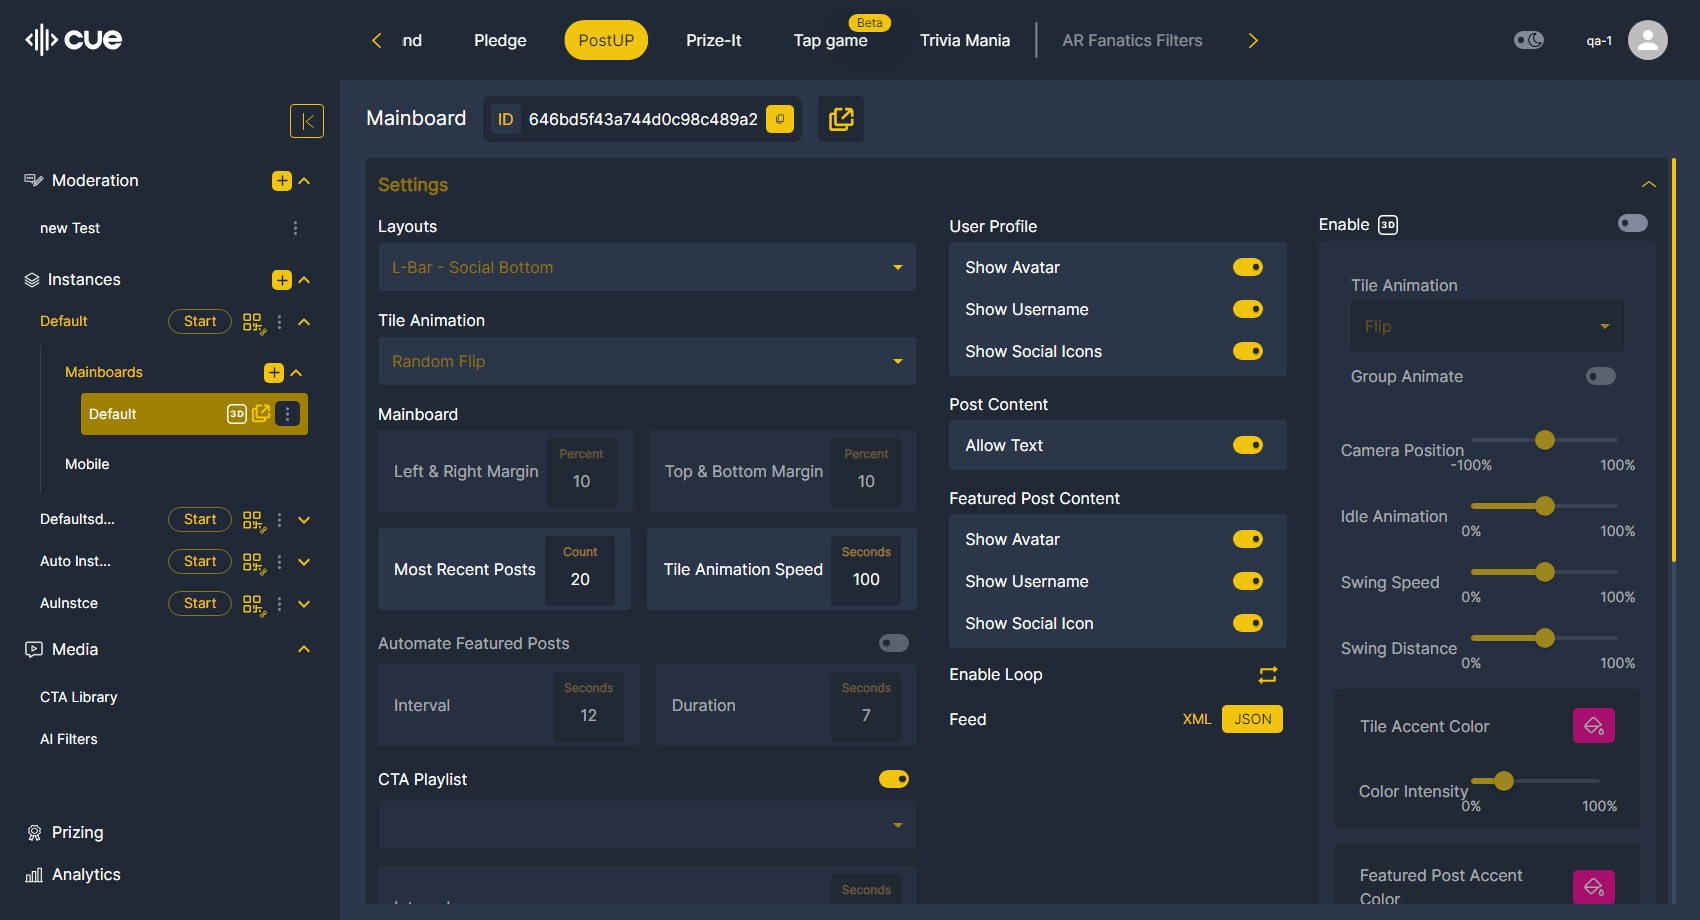 cue
nd
Pledge
PostUP
Prize-It
Tap game
Beta
Trivia Mania
AR Fanatics Filters
qa-1
Moderation
new Test
Instances
Default
Start
Mainboards
Default
3D
Mobile
Defaultsd...
Start
Auto Inst...
Start
AuInstce
Start
Media
CTA Library
AI Filters
Prizing
Analytics
Mainboard
ID 646bd5f43a744d0c98c489a2
Settings
Layouts
L-Bar - Social Bottom
Tile Animation
Random Flip
Mainboard
Left & Right Margin
Percent
10
Top & Bottom Margin
Percent
10
Most Recent Posts
Count
20
Tile Animation Speed
Seconds
100
Automate Featured Posts
Interval
Seconds
12
Duration
Seconds
7
CTA Playlist
Seconds
User Profile
Show Avatar
Show Username
Show Social Icons
Post Content
Allow Text
Featured Post Content
Show Avatar
Show Username
Show Social Icon
Enable Loop
Feed
XML
JSON
Enable 3D
Tile Animation
Flip
Group Animate
Camera Position
-100%
100%
Idle Animation
0%
100%
Swing Speed
0%
100%
Swing Distance
0%
100%
Tile Accent Color
Color Intensity
0%
100%
Featured Post Accent
Color